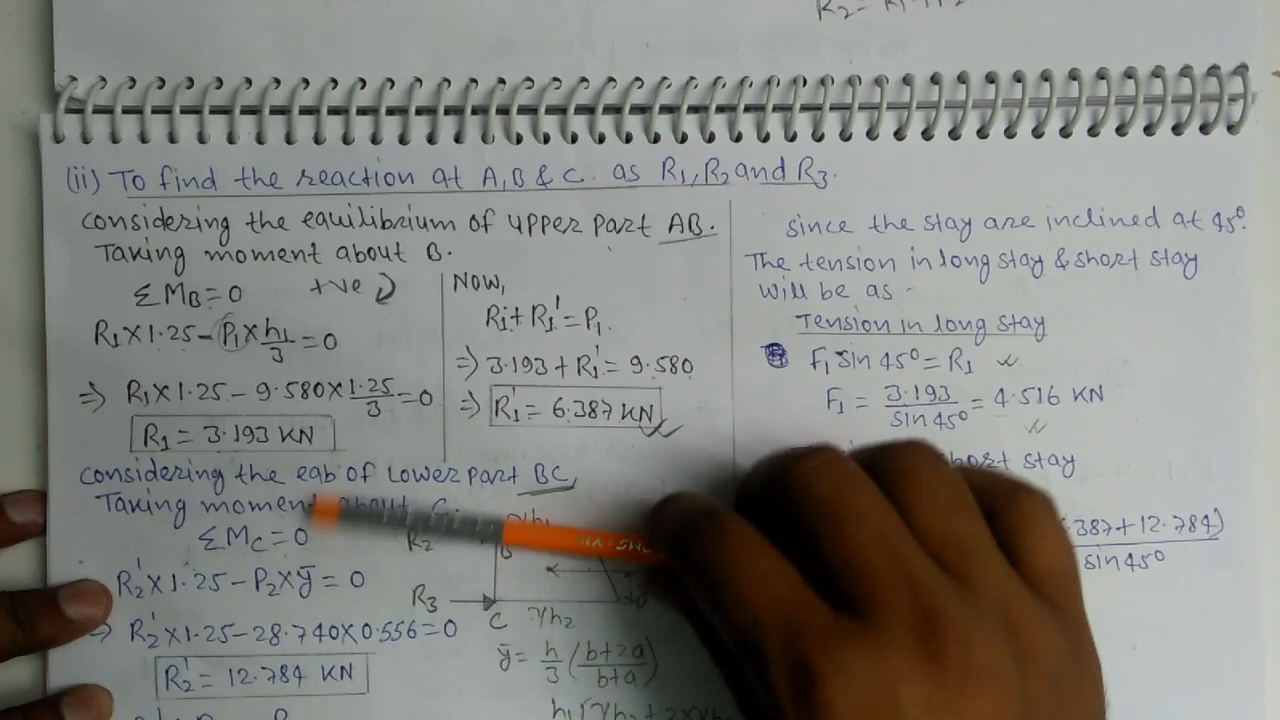 (ii) To find the reaction at A, B & C. as R₁, R₂ and R₃.
considering the equilibrium of upper part AB.
Taking moment about B.
ΣM_B = 0 +ve
R₁ × 1.25 - P₁ × h₁/3 = 0
⇒ R₁ × 1.25 - 9.580 × 1.25/3 = 0
R₁ = 3.193 KN
Now,
R₁ + R₁' = P₁.
⇒ 3.193 + R₁' = 9.580
⇒ R₁' = 6.387 KN
considering the eqb of lower part BC,
Taking moment about C.
ΣM_C = 0
R₂' × 1.25 - P₂ × ȳ = 0
⇒ R₂' × 1.25 - 28.740 × 0.556 = 0
R₂' = 12.784 KN
R₂
B
R₃
C γh₂
ȳ = h/3 (b+2a/b+a)
since the stay are inclined at 45°.
The tension in long stay & short stay
will be as -
Tension in long stay
F₁ sin 45° = R₁
F₁ = 3.193/sin45° = 4.516 KN
short stay
387 + 12.784)
sin45°